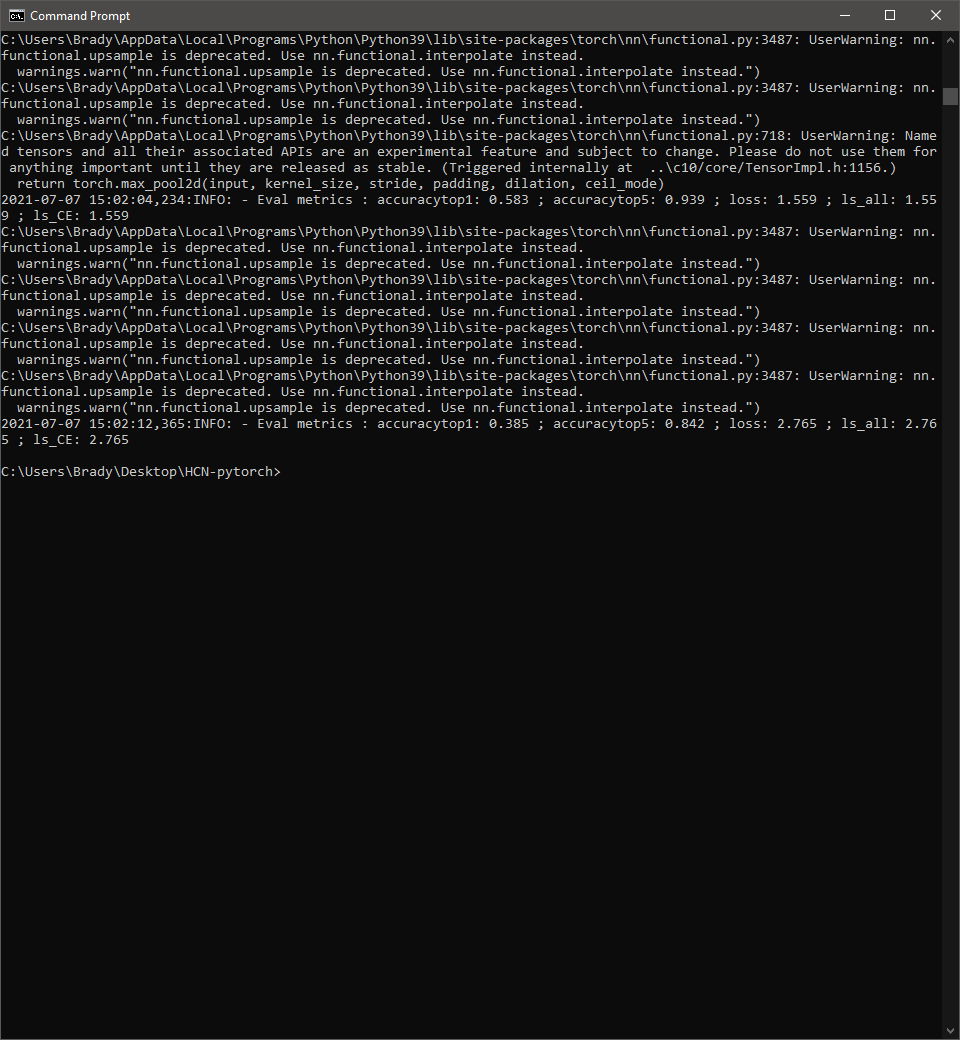 Command Prompt
C:\Users\Brady\AppData\Local\Programs\Python\Python39\lib\site-packages\torch\nn\functional.py:3487: UserWarning: nn.
functional.upsample is deprecated. Use nn.functional.interpolate instead.
  warnings.warn("nn.functional.upsample is deprecated. Use nn.functional.interpolate instead.")
C:\Users\Brady\AppData\Local\Programs\Python\Python39\lib\site-packages\torch\nn\functional.py:3487: UserWarning: nn.
functional.upsample is deprecated. Use nn.functional.interpolate instead.
  warnings.warn("nn.functional.upsample is deprecated. Use nn.functional.interpolate instead.")
C:\Users\Brady\AppData\Local\Programs\Python\Python39\lib\site-packages\torch\nn\functional.py:718: UserWarning: Name
d tensors and all their associated APIs are an experimental feature and subject to change. Please do not use them for
 anything important until they are released as stable. (Triggered internally at  ..\c10/core/TensorImpl.h:1156.)
  return torch.max_pool2d(input, kernel_size, stride, padding, dilation, ceil_mode)
2021-07-07 15:02:04,234:INFO: - Eval metrics : accuracytop1: 0.583 ; accuracytop5: 0.939 ; loss: 1.559 ; ls_all: 1.55
9 ; ls_CE: 1.559
C:\Users\Brady\AppData\Local\Programs\Python\Python39\lib\site-packages\torch\nn\functional.py:3487: UserWarning: nn.
functional.upsample is deprecated. Use nn.functional.interpolate instead.
  warnings.warn("nn.functional.upsample is deprecated. Use nn.functional.interpolate instead.")
C:\Users\Brady\AppData\Local\Programs\Python\Python39\lib\site-packages\torch\nn\functional.py:3487: UserWarning: nn.
functional.upsample is deprecated. Use nn.functional.interpolate instead.
  warnings.warn("nn.functional.upsample is deprecated. Use nn.functional.interpolate instead.")
C:\Users\Brady\AppData\Local\Programs\Python\Python39\lib\site-packages\torch\nn\functional.py:3487: UserWarning: nn.
functional.upsample is deprecated. Use nn.functional.interpolate instead.
  warnings.warn("nn.functional.upsample is deprecated. Use nn.functional.interpolate instead.")
C:\Users\Brady\AppData\Local\Programs\Python\Python39\lib\site-packages\torch\nn\functional.py:3487: UserWarning: nn.
functional.upsample is deprecated. Use nn.functional.interpolate instead.
  warnings.warn("nn.functional.upsample is deprecated. Use nn.functional.interpolate instead.")
2021-07-07 15:02:12,365:INFO: - Eval metrics : accuracytop1: 0.385 ; accuracytop5: 0.842 ; loss: 2.765 ; ls_all: 2.76
5 ; ls_CE: 2.765
C:\Users\Brady\Desktop\HCN-pytorch>